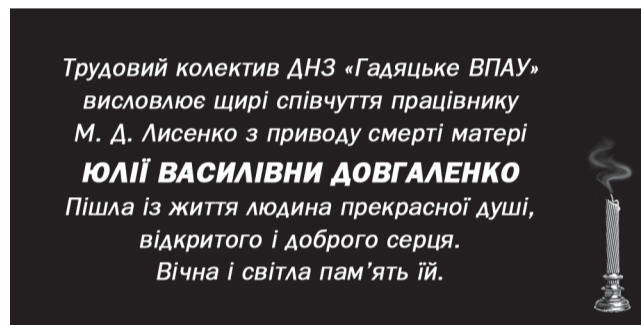 Трудовий колектив ДНЗ «Гадяцьке ВПАУ»
висловлює щирі співчуття працівнику
М. Д. Лисенко з приводу смерті матері
ЮЛІЇ ВАСИЛІВНИ ДОВГАЛЕНКО
Пішла із життя людина прекрасної душі,
відкритого і доброго серця.
Вічна і світла пам’ять їй.